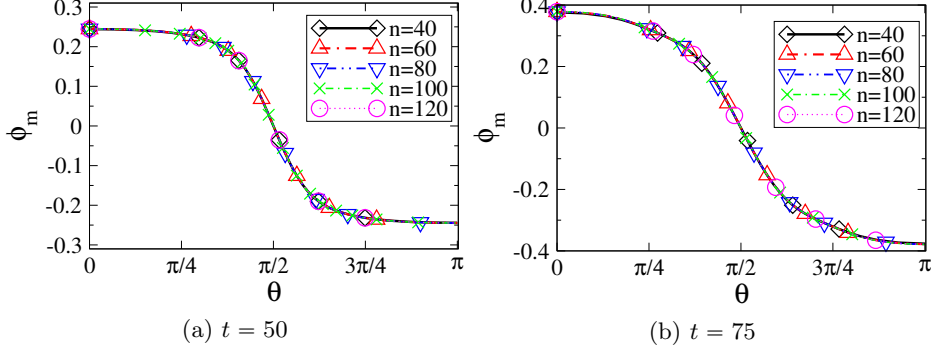 0.3
0.2
0.1
0
-0.1
-0.2
-0.3
ϕ_m
0
π/4
π/2
3π/4
π
θ
n=40
n=60
n=80
n=100
n=120
(a) t = 50
0.4
0.2
0
-0.2
-0.4
ϕ_m
0
π/4
π/2
3π/4
π
θ
n=40
n=60
n=80
n=100
n=120
(b) t = 75